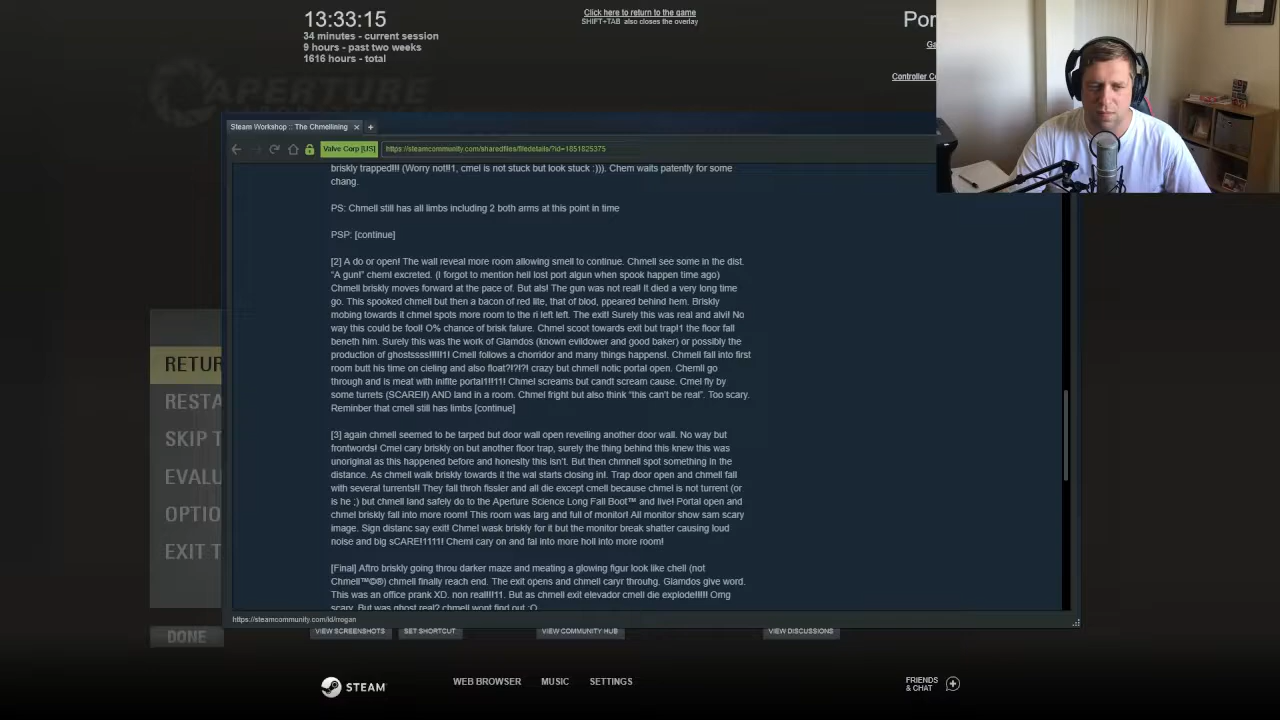 13:33:15
34 minutes - current session
9 hours - past two weeks
1616 hours - total
Click here to return to the game
SHIFT+TAB also closes the overlay
Por
Controller Co
APERTURE
Steam Workshop :: The Chmellining
Valve Corp [US]
https://steamcommunity.com/sharedfiles/filedetails/?id=1851825375
briskly trapped!!! (Worry not!!1, cmel is not stuck but look stuck :))). Chem waits patently for some
chang.
PS: Chmell still has all limbs including 2 both arms at this point in time
PSP: [continue]
[2] A do or open! The wall reveal more room allowing smell to continue. Chmell see some in the dist.
"A gun!" cheml excreted. (I forgot to mention hell lost port algun when spook happen time ago)
Chmell briskly moves forward at the pace of. But als! The gun was not real! It died a very long time
go. This spooked chmell but then a bacon of red lite, that of blod, ppeared behind hem. Briskly
mobing towards it chmel spots more room to the ri left left. The exit! Surely this was real and alvi! No
way this could be fool! O% chance of brisk falure. Chmel scoot towards exit but trap!1 the floor fall
beneth him. Surely this was the work of Glamdos (known evildower and good baker) or possibly the
production of ghostssss!!!!!!1! Cmell follows a chorridor and many things happens!. Chmell fall into first
room butt his time on cieling and also float?!?!?! crazy but chmell notic portal open. Chemli go
through and is meat with inifite portal1!!11! Chmel screams but candt scream cause. Cmel fly by
some turrets (SCARE!!) AND land in a room. Chmel fright but also think "this can't be real". Too scary.
Reminber that cmell still has limbs [continue]
[3] again chmell seemed to be tarped but door wall open reveiling another door wall. No way but
frontwords! Cmel cary briskly on but another floor trap, surely the thing behind this knew this was
unoriginal as this happened before and honeslty this isn't. But then chmnell spot something in the
distance. As chmell walk briskly towards it the wal starts closing in!. Trap door open and chmell fall
with several turrents!! They fall throh fissler and all die except cmell because chmel is not turrent (or
is he ;) but chmell land safely do to the Aperture Science Long Fall Boot™ and live! Portal open and
chmel briskly fall into more room! This room was larg and full of monitor! All monitor show sam scary
image. Sign distanc say exit! Chmel wask briskly for it but the monitor break shatter causing loud
noise and big sCARE!1111! Cheml cary on and fal into more holl into more room!
[Final] Aftro briskly going throu darker maze and meating a glowing figur look like chell (not
Chmell™©®) chmell finally reach end. The exit opens and chmell caryr throuhg. Glamdos give word.
This was an office prank XD. non real!!!11. But as chmell exit elevador cmell die explode!!!!! Omg
scary. But was ghost real? chmell wont find out :O
https://steamcommunity.com/id/rrogan
RETUR
RESTA
SKIP T
EVALU
OPTIO
EXIT T
DONE
VIEW SCREENSHOTS
SET SHORTCUT
VIEW COMMUNITY HUB
VIEW DISCUSSIONS
STEAM
WEB BROWSER
MUSIC
SETTINGS
FRIENDS
& CHAT